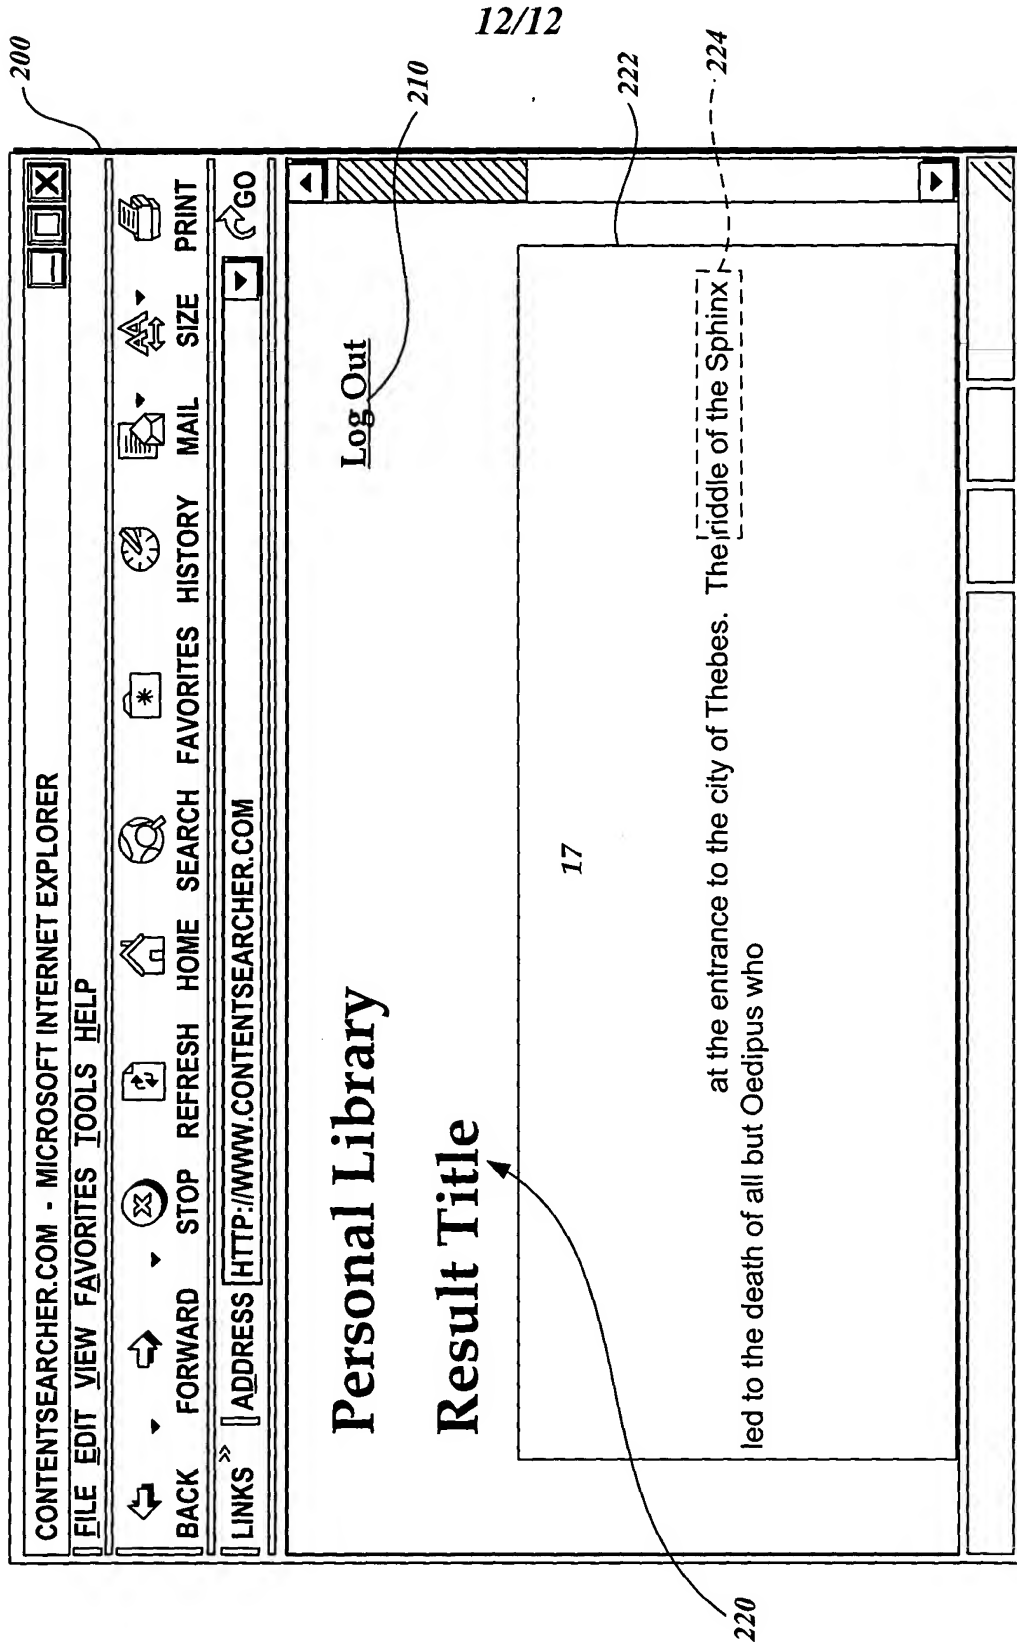 12/12
200
CONTENTSEARCHER.COM - MICROSOFT INTERNET EXPLORER
FILE EDIT VIEW FAVORITES TOOLS HELP
BACK FORWARD STOP REFRESH HOME SEARCH FAVORITES HISTORY MAIL SIZE PRINT
LINKS » ADDRESS HTTP://WWW.CONTENTSEARCHER.COM GO
Personal Library
Log Out
210
Result Title
220
17
222
at the entrance to the city of Thebes. The riddle of the Sphinx
224
led to the death of all but Oedipus who